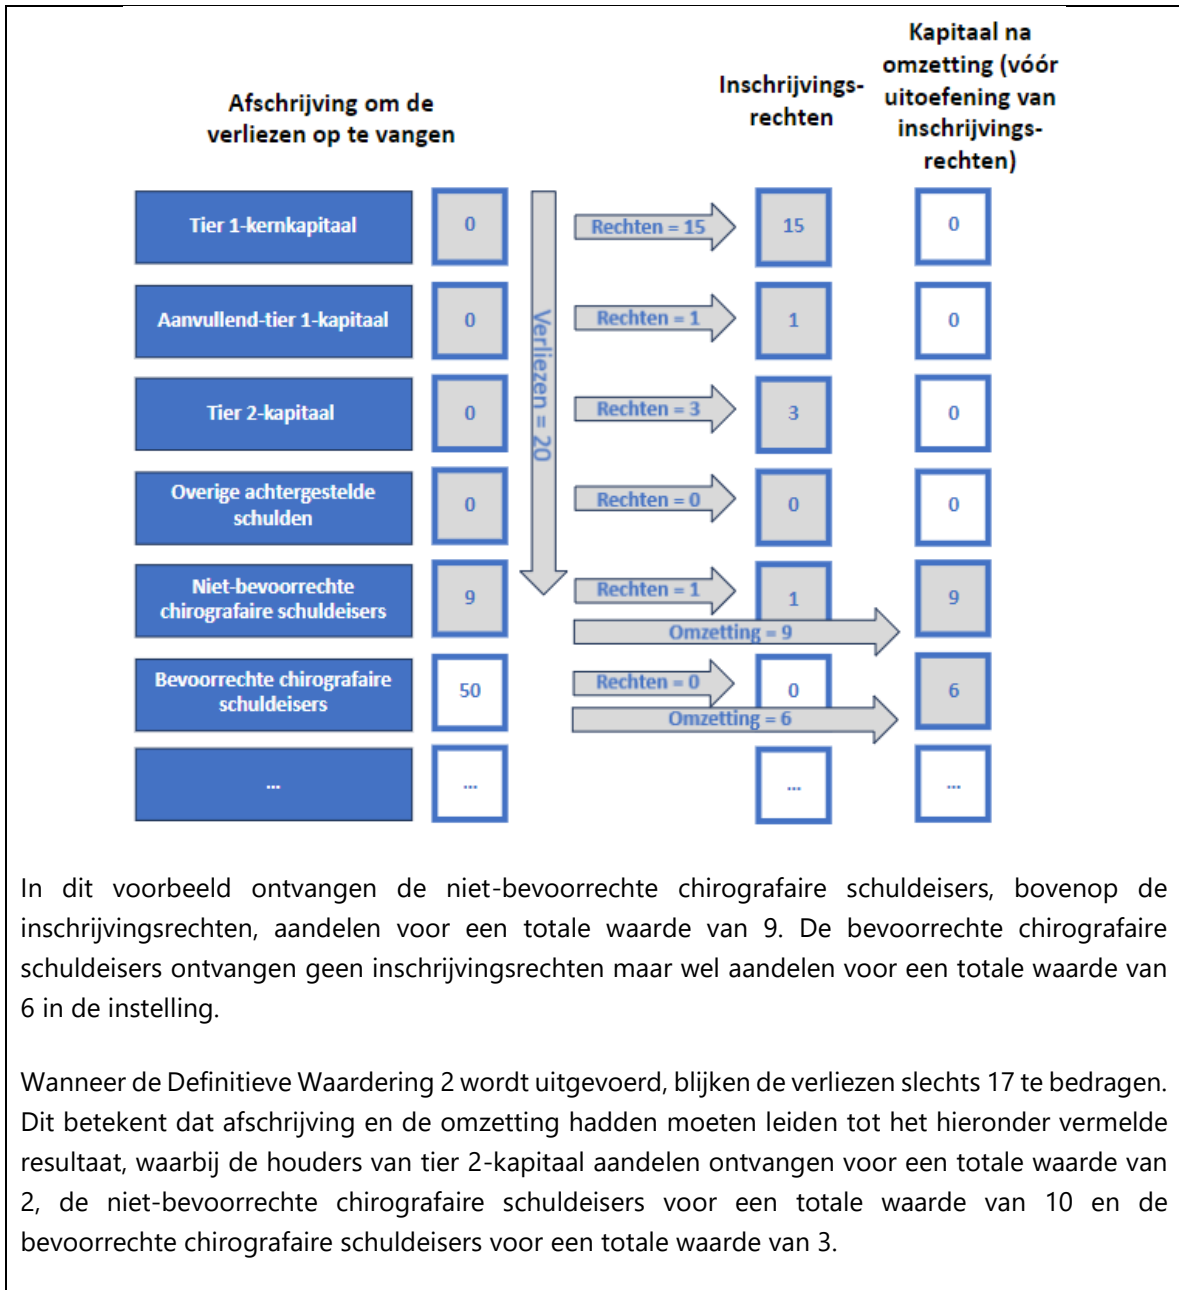 Afschrijving om de
verliezen op te vangen
Inschrijvings-
rechten
Kapitaal na
omzetting (vóór
uitoefening van
inschrijvings-
rechten)
Tier 1-kernkapitaal
0
Rechten = 15
15
0
Aanvullend-tier 1-kapitaal
0
Rechten = 1
1
0
Tier 2-kapitaal
0
Rechten = 3
3
0
Overige achtergestelde
schulden
0
Rechten = 0
0
0
Verliezen = 20
Niet-bevoorrechte
chirografaire schuldeisers
9
Rechten = 1
1
Omzetting = 9
9
Bevoorrechte chirografaire
schuldeisers
50
Rechten = 0
0
Omzetting = 6
6
...
...
...
...
In dit voorbeeld ontvangen de niet-bevoorrechte chirografaire schuldeisers, bovenop de
inschrijvingsrechten, aandelen voor een totale waarde van 9. De bevoorrechte chirografaire
schuldeisers ontvangen geen inschrijvingsrechten maar wel aandelen voor een totale waarde van
6 in de instelling.
Wanneer de Definitieve Waardering 2 wordt uitgevoerd, blijken de verliezen slechts 17 te bedragen.
Dit betekent dat afschrijving en de omzetting hadden moeten leiden tot het hieronder vermelde
resultaat, waarbij de houders van tier 2-kapitaal aandelen ontvangen voor een totale waarde van
2, de niet-bevoorrechte chirografaire schuldeisers voor een totale waarde van 10 en de
bevoorrechte chirografaire schuldeisers voor een totale waarde van 3.